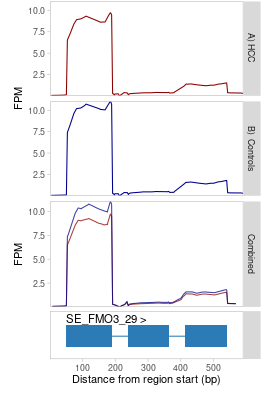 10.0
7.5
5.0
2.5
FPM
A) HCC
10.0
7.5
5.0
2.5
B) Controls
10.0
7.5
5.0
2.5
FPM
Combined
SE_FMO3_29 >
100 200 300 400 500
Distance from region start (bp)